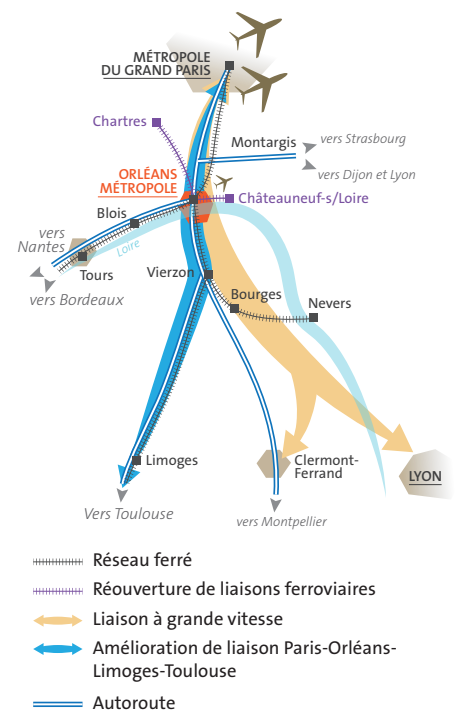 MÉTROPOLE
DU GRAND PARIS
Chartres
Montargis
vers Strasbourg
vers Dijon et Lyon
ORLÉANS
MÉTROPOLE
Châteauneuf-s/Loire
Blois
vers
Nantes
Loire
Tours
Vierzon
vers Bordeaux
Bourges
Nevers
Limoges
Clermont-
Ferrand
LYON
Vers Toulouse
vers Montpellier
Réseau ferré
Réouverture de liaisons ferroviaires
Liaison à grande vitesse
Amélioration de liaison Paris-Orléans-
Limoges-Toulouse
Autoroute